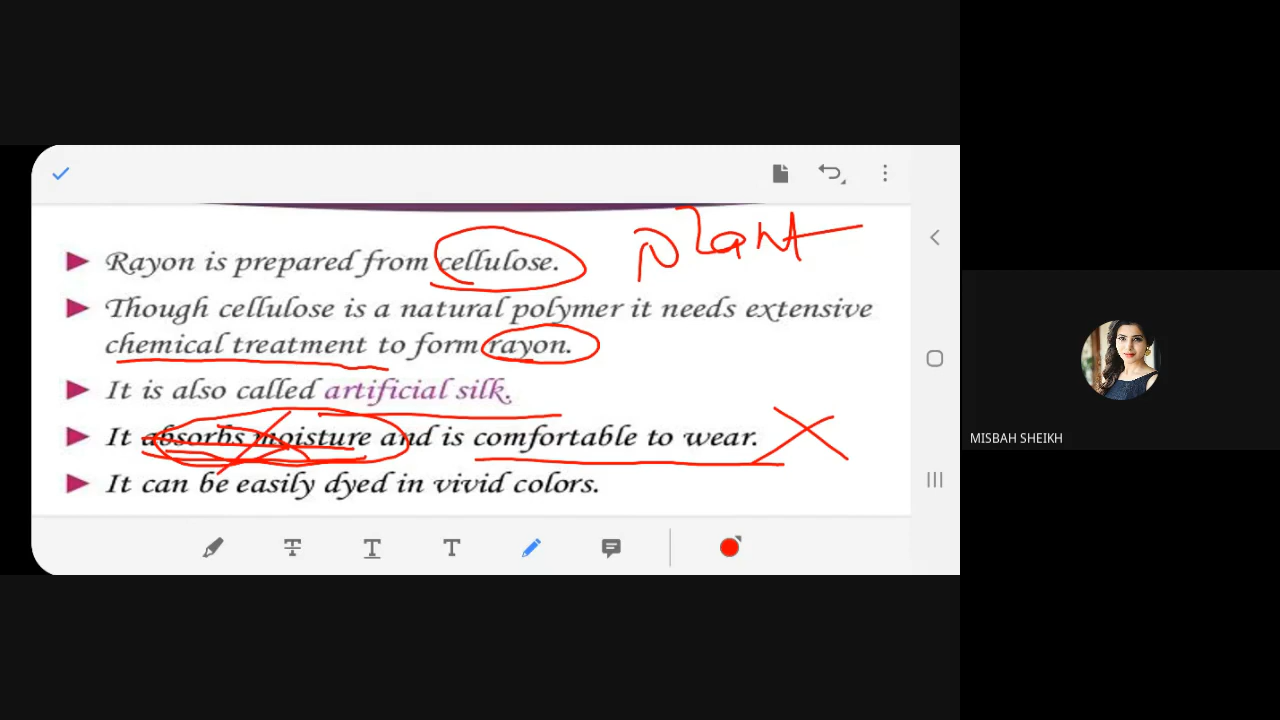 plant
Rayon is prepared from cellulose.
Though cellulose is a natural polymer it needs extensive
chemical treatment to form rayon.
It is also called artificial silk.
It absorbs moisture and is comfortable to wear.
It can be easily dyed in vivid colors.
T T T
MISBAH SHEIKH